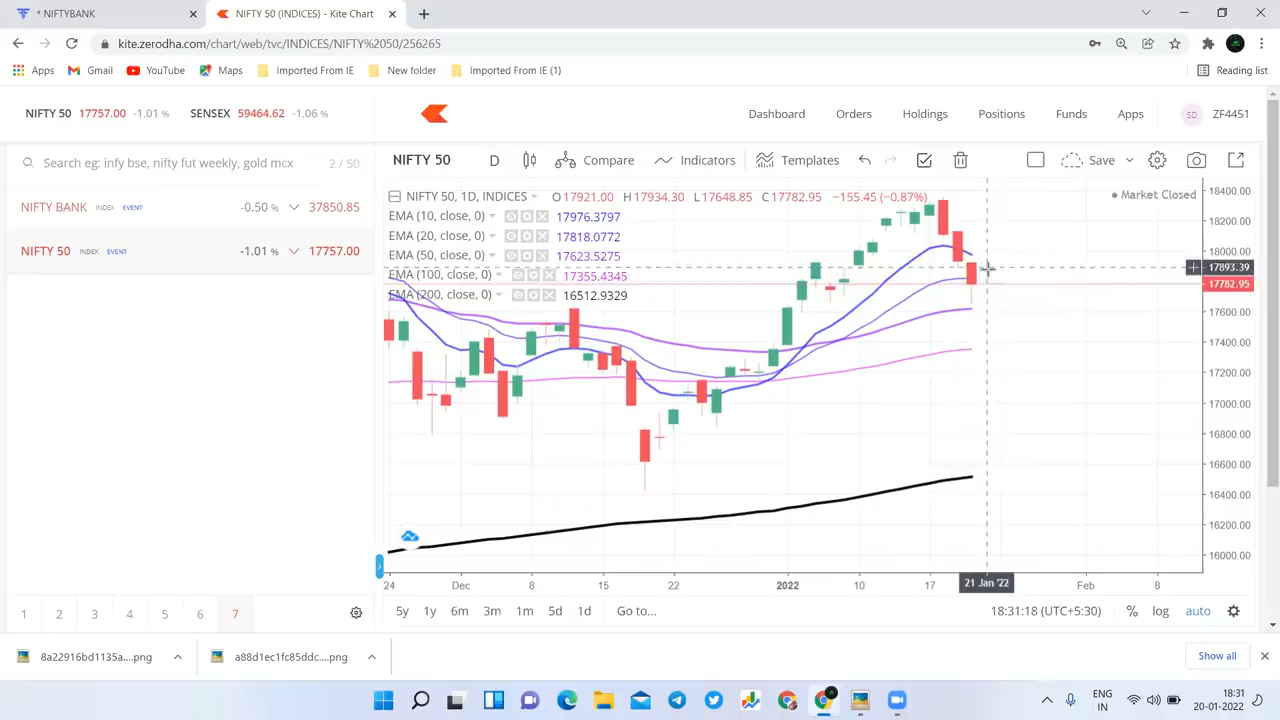 * NIFTYBANK
NIFTY 50 (INDICES) - Kite Chart
kite.zerodha.com/chart/web/tvc/INDICES/NIFTY%2050/256265
Apps Gmail YouTube Maps Imported From IE New folder Imported From IE (1) Reading list
NIFTY 50 17757.00 -1.01 % SENSEX 59464.62 -1.06 %
Dashboard Orders Holdings Positions Funds Apps SD ZF4451
Search eg: infy bse, nifty fut weekly, gold mcx 2 / 50
NIFTY BANK INDEX EVENT -0.50 % 37850.85
NIFTY 50 INDEX EVENT -1.01 % 17757.00
1 2 3 4 5 6 7
NIFTY 50 D Compare Indicators Templates Save
NIFTY 50, 1D, INDICES O17921.00 H17934.30 L17648.85 C17782.95 −155.45 (−0.87%)
Market Closed
EMA (10, close, 0) 17976.3797
EMA (20, close, 0) 17818.0772
EMA (50, close, 0) 17623.5275
EMA (100, close, 0) 17355.4345
EMA (200, close, 0) 16512.9329
18400.00
18200.00
18000.00
17893.39
17782.95
17600.00
17400.00
17200.00
17000.00
16800.00
16600.00
16400.00
16200.00
16000.00
24 Dec 8 15 22 2022 10 17 21 Jan '22 Feb 8
5y 1y 6m 3m 1m 5d 1d Go to... 18:31:18 (UTC+5:30) % log auto
8a22916bd1135a....png
a88d1ec1fc85ddc....png
Show all
ENG
IN
18:31
20-01-2022